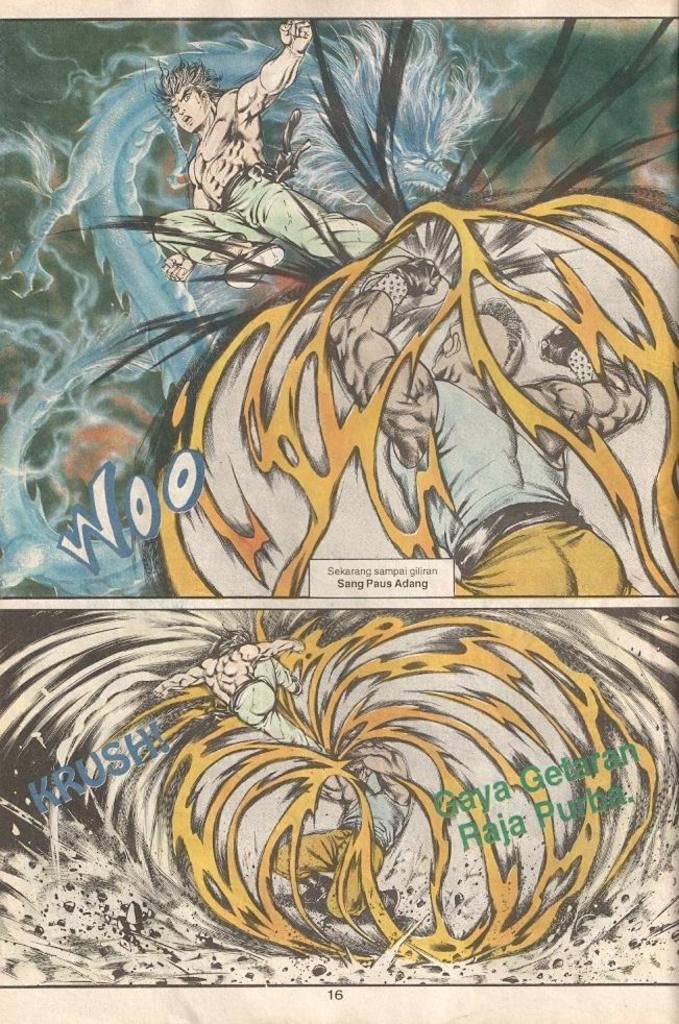 WOO
Sekarang sampai giliran
Sang Paus Adang
KRUSH!
Gaya Getaran
Raja Purba.
16